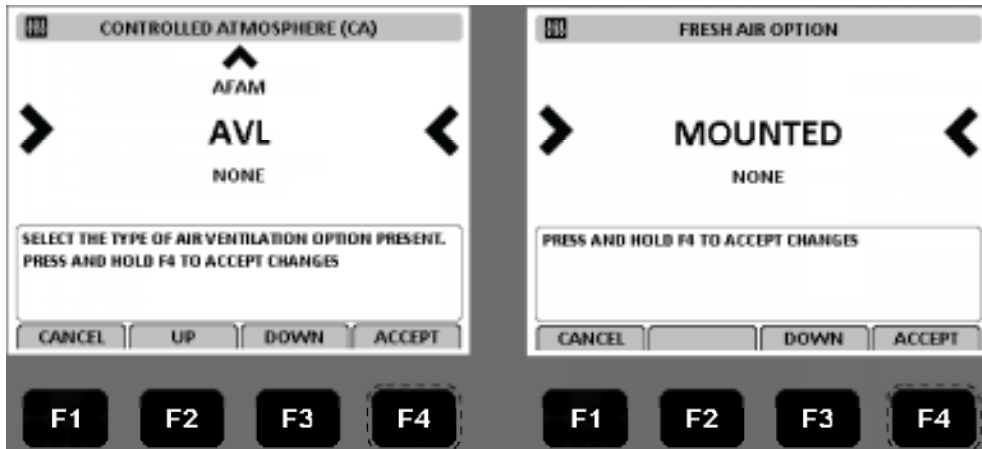 CONTROLLED ATMOSPHERE (CA)
AFAM
AVL
NONE
SELECT THE TYPE OF AIR VENTILATION OPTION PRESENT.
PRESS AND HOLD F4 TO ACCEPT CHANGES
CANCEL UP DOWN ACCEPT
F1 F2 F3 F4
FRESH AIR OPTION
MOUNTED
NONE
PRESS AND HOLD F4 TO ACCEPT CHANGES
CANCEL DOWN ACCEPT
F1 F2 F3 F4